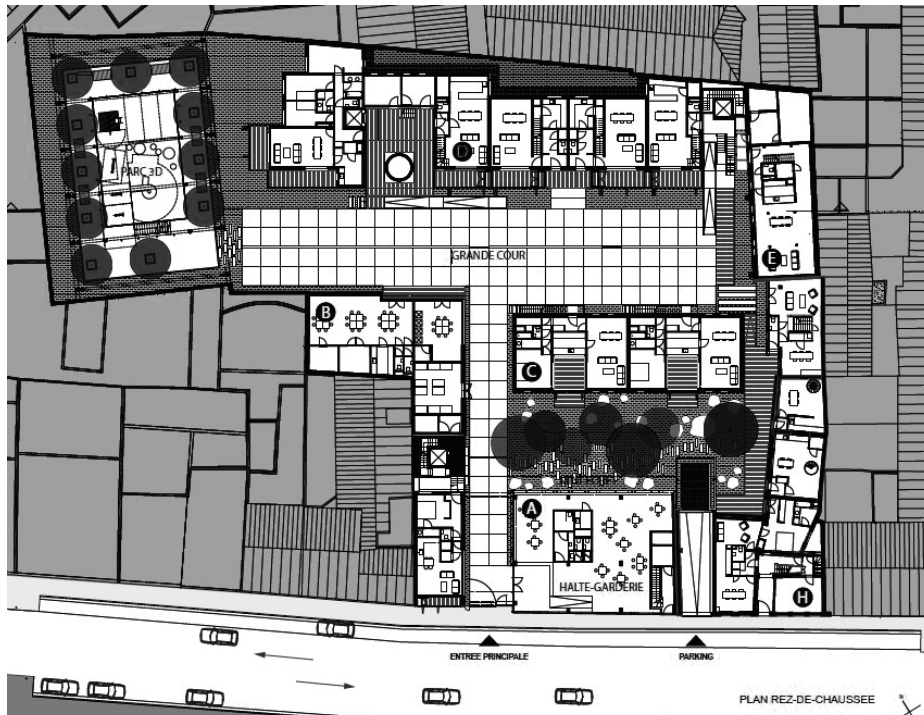 PARC 3D
D
GRANDE COUR
E
B
C
A
HALTE-GARDERIE
H
ENTREE PRINCIPALE
PARKING
PLAN REZ-DE-CHAUSSEE
N